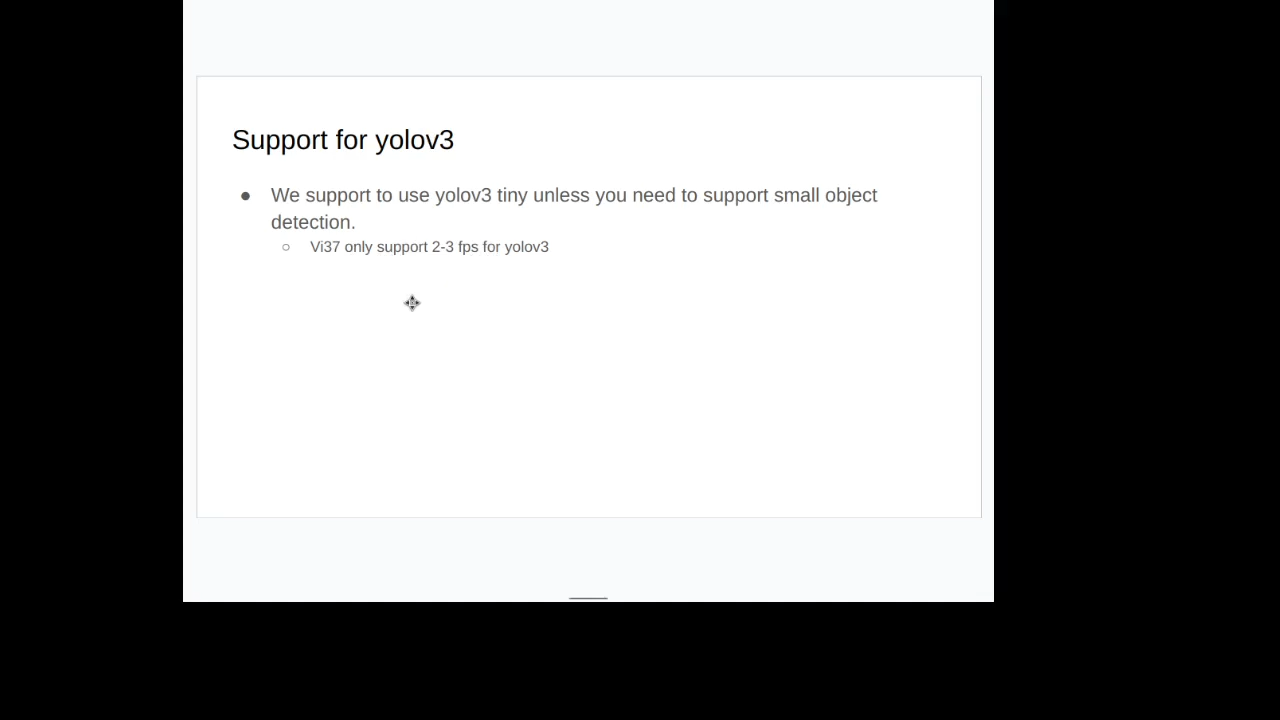 Support for yolov3
● We support to use yolov3 tiny unless you need to support small object
detection.
○ Vi37 only support 2-3 fps for yolov3